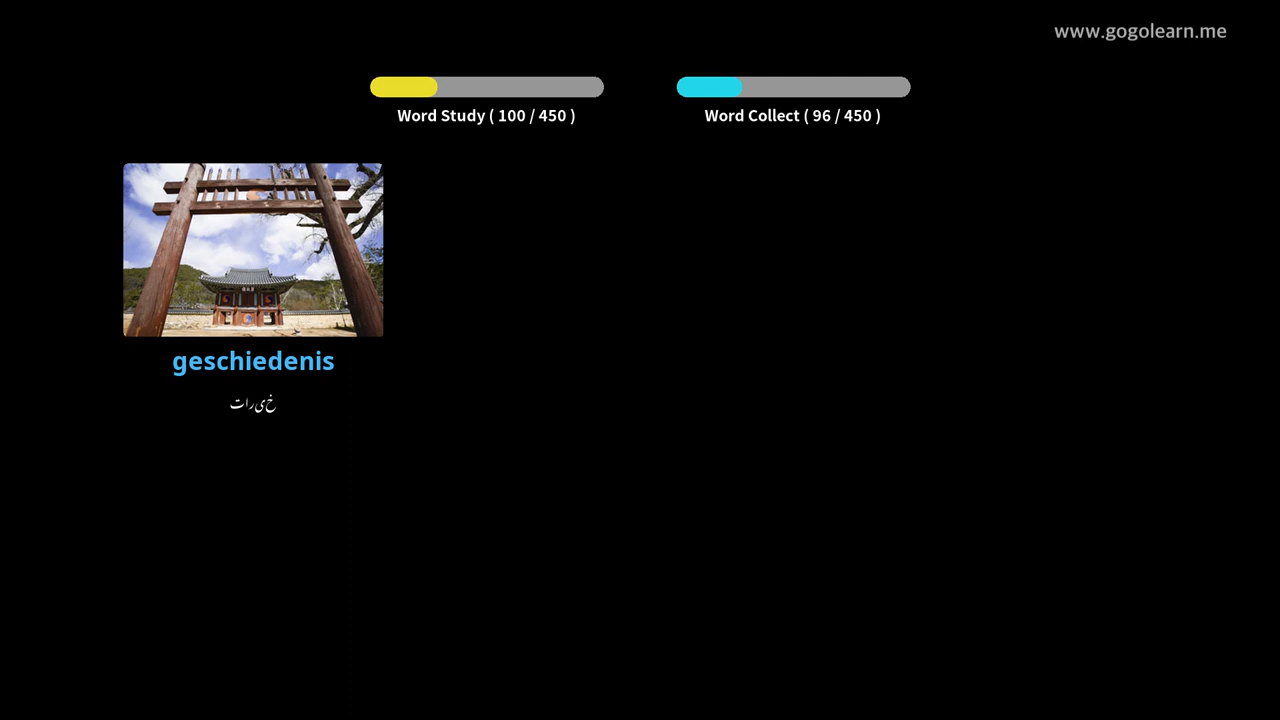 www.gogolearn.me
Word Study ( 100 / 450 )
Word Collect ( 96 / 450 )
geschiedenis
خیرات